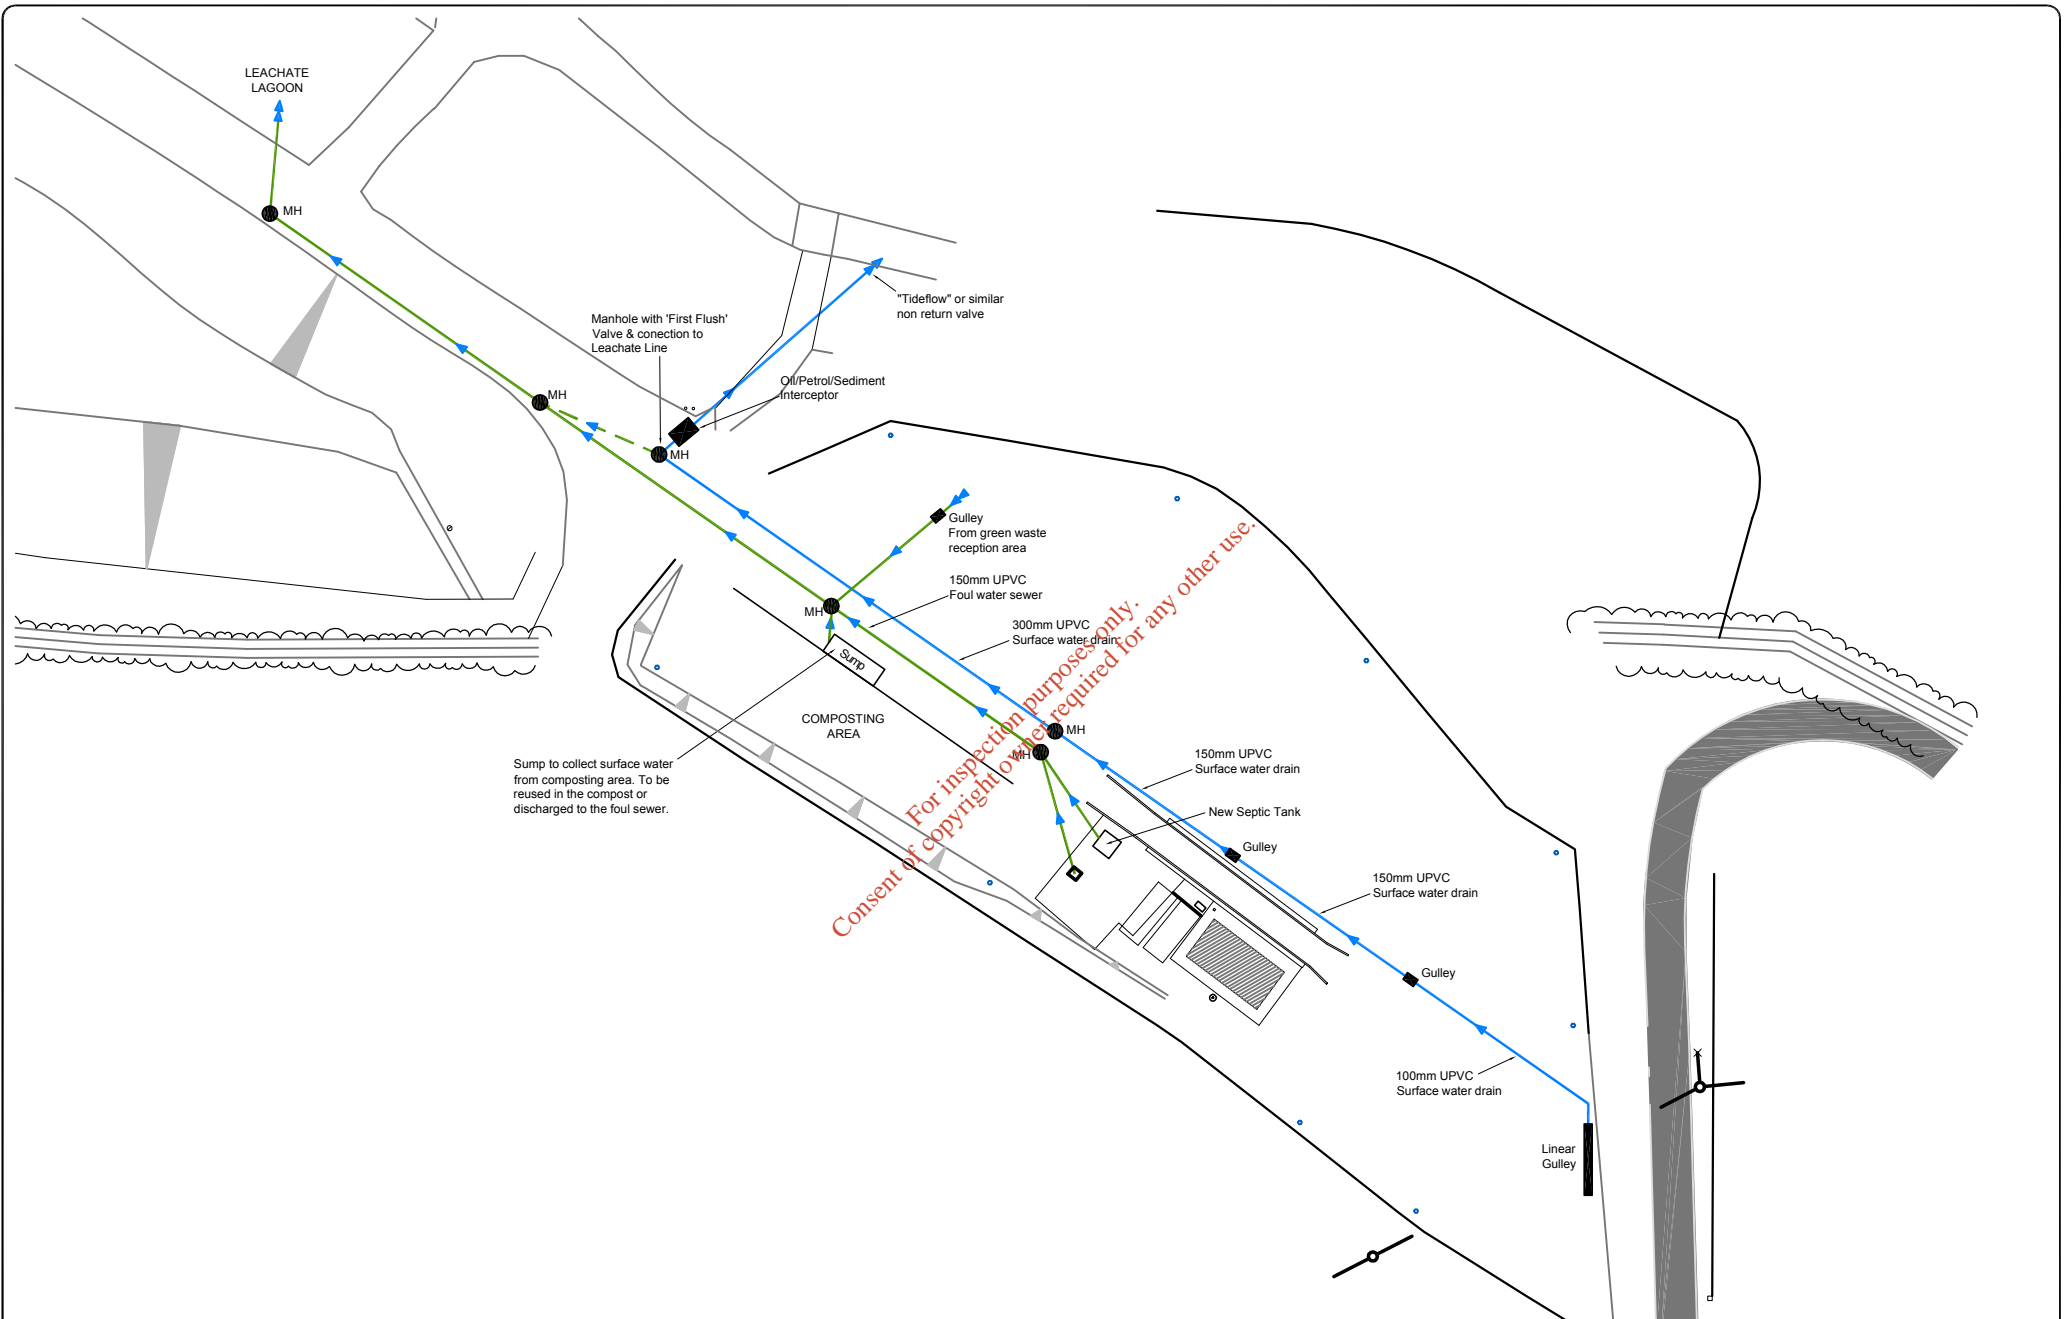 LEACHATE
LAGOON
MH
"Tideflow" or similar
non return valve
Manhole with 'First Flush'
Valve & conection to
Leachate Line
Oil/Petrol/Sediment
Interceptor
MH
MH
Gulley
From green waste
reception area
150mm UPVC
Foul water sewer
MH
300mm UPVC
Surface water drain
Sump
COMPOSTING
AREA
MH
MH
Sump to collect surface water
from composting area. To be
reused in the compost or
discharged to the foul sewer.
150mm UPVC
Surface water drain
New Septic Tank
Gulley
150mm UPVC
Surface water drain
Gulley
100mm UPVC
Surface water drain
Linear
Gulley
For inspection purposes only.
Consent of copyright owner required for any other use.